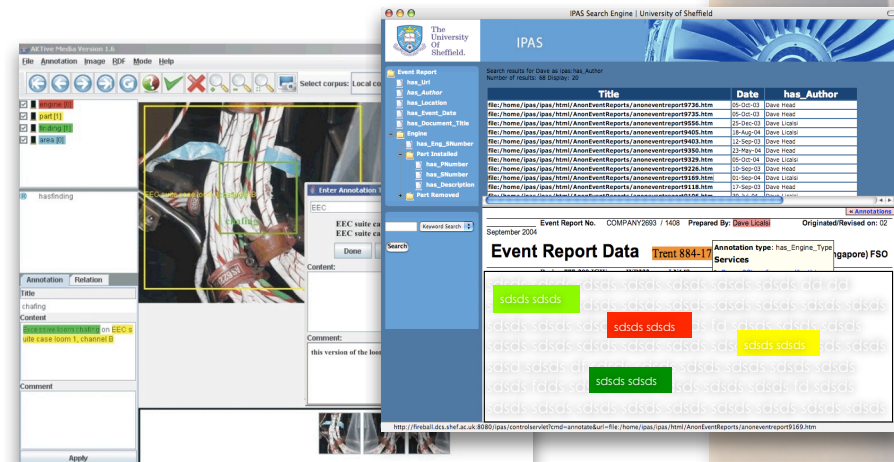 AKTive Media Version 1.6
File Annotation Image RDF Mode Help
Select corpus: Local co
engine [0]
part [1]
finding [1]
area [0]
hasfinding
EEC suite case loom 1, channel B
chafing
Enter Annotation
EEC
EEC suite ca
EEC suite ca
Done
Content:
Comment:
this version of the loo
Annotation Relation
Title
chafing
Content
Excessive loom chafing on EEC s
uite case loom 1, channel B
Comment
Apply
IPAS Search Engine | University of Sheffield
The
University
Of
Sheffield.
IPAS
Event Report
has_Url
has_Author
has_Location
has_Event_Date
has_Document_Title
Engine
has_Eng_SNumber
Part Installed
has_PNumber
has_SNumber
has_Description
Part Removed
Keyword Search
Search
Search results for Dave as ipas:has_Author
Number of results: 68 Display: 20
Title Date has_Author
file:/home/ipas/ipas/html/AnonEventReports/anoneventreport9736.htm 05-Oct-03 Dave Head
file:/home/ipas/ipas/html/AnonEventReports/anoneventreport9735.htm 05-Oct-03 Dave Head
file:/home/ipas/ipas/html/AnonEventReports/anoneventreport9556.htm 25-Dec-03 Dave Licalsi
file:/home/ipas/ipas/html/AnonEventReports/anoneventreport9405.htm 18-Aug-04 Dave Head
file:/home/ipas/ipas/html/AnonEventReports/anoneventreport9403.htm 12-Sep-03 Dave Head
file:/home/ipas/ipas/html/AnonEventReports/anoneventreport9350.htm 23-May-04 Dave Head
file:/home/ipas/ipas/html/AnonEventReports/anoneventreport9329.htm 05-Oct-04 Dave Licalsi
file:/home/ipas/ipas/html/AnonEventReports/anoneventreport9226.htm 10-Sep-03 Dave Head
file:/home/ipas/ipas/html/AnonEventReports/anoneventreport9169.htm 01-Sep-04 Dave Licalsi
file:/home/ipas/ipas/html/AnonEventReports/anoneventreport9118.htm 17-Sep-03 Dave Head
« Annotations
Event Report No. COMPANY2693 / 1408 Prepared By: Dave Licalsi Originated/Revised on: 02
September 2004
Event Report Data Trent 884-17 ngapore) FSO
Annotation type: has_Engine_Type
Services
sdsds sdsds
sdsds sdsds
sdsds sdsds
sdsds sdsds
http://fireball.dcs.shef.ac.uk:8080/ipas/controlservlet?cmd=annotate&url=file:/home/ipas/ipas/html/AnonEventReports/anoneventreport9169.htm